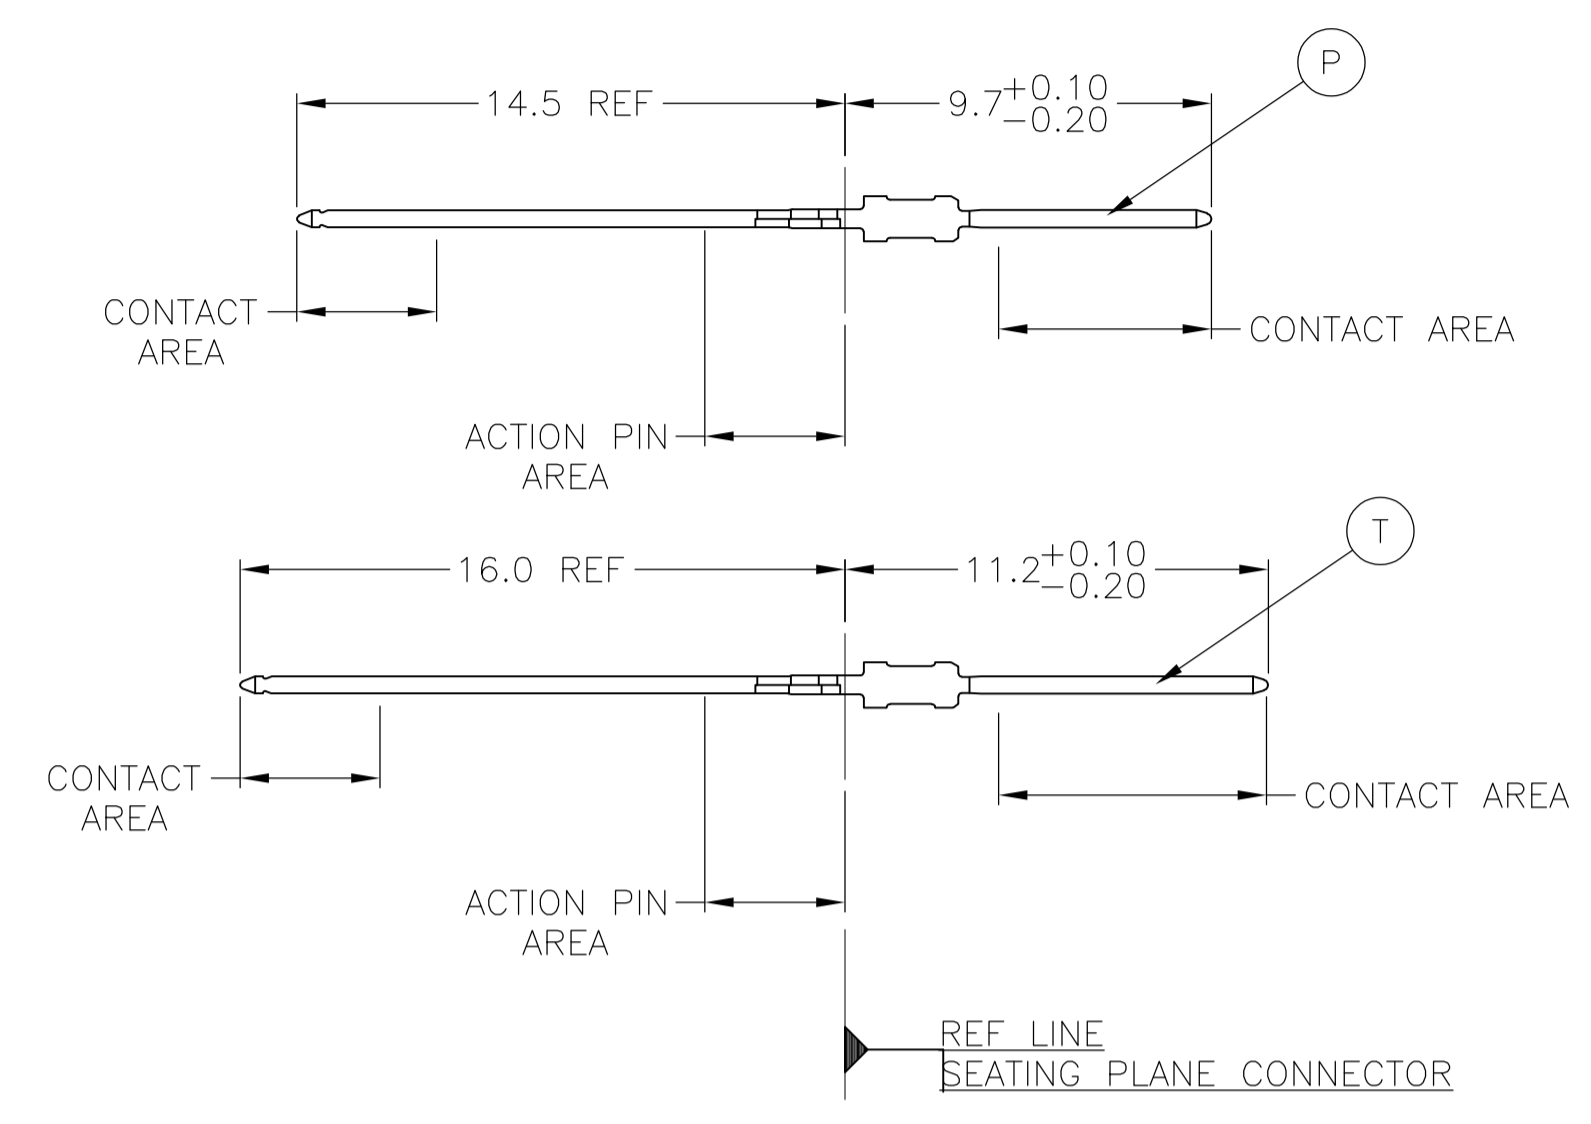 P
14.5 REF
9.7 +0.10
-0.20
CONTACT
AREA
CONTACT AREA
ACTION PIN
AREA
T
16.0 REF
11.2 +0.10
-0.20
CONTACT
AREA
CONTACT AREA
ACTION PIN
AREA
REF LINE
SEATING PLANE CONNECTOR